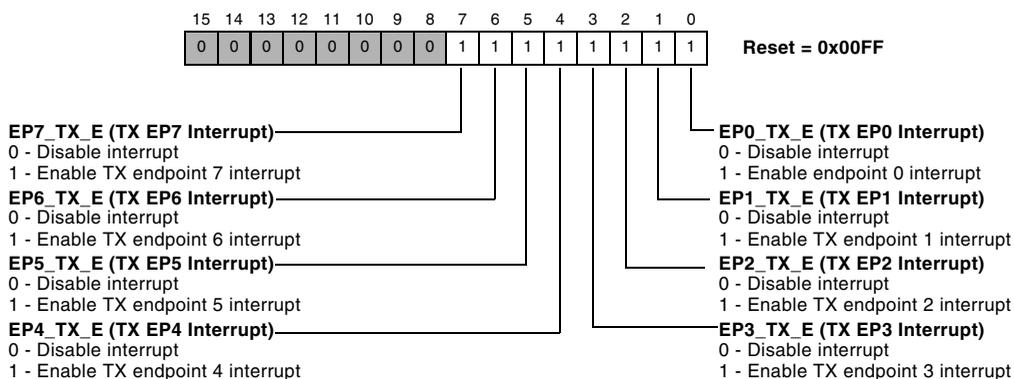 15 14 13 12 11 10 9 8 7 6 5 4 3 2 1 0
0 0 0 0 0 0 0 0 1 1 1 1 1 1 1 1
Reset = 0x00FF
EP7_TX_E (TX EP7 Interrupt)
0 - Disable interrupt
1 - Enable TX endpoint 7 interrupt
EP6_TX_E (TX EP6 Interrupt)
0 - Disable interrupt
1 - Enable TX endpoint 6 interrupt
EP5_TX_E (TX EP5 Interrupt)
0 - Disable interrupt
1 - Enable TX endpoint 5 interrupt
EP4_TX_E (TX EP4 Interrupt)
0 - Disable interrupt
1 - Enable TX endpoint 4 interrupt
EP0_TX_E (TX EP0 Interrupt)
0 - Disable interrupt
1 - Enable endpoint 0 interrupt
EP1_TX_E (TX EP1 Interrupt)
0 - Disable interrupt
1 - Enable TX endpoint 1 interrupt
EP2_TX_E (TX EP2 Interrupt)
0 - Disable interrupt
1 - Enable TX endpoint 2 interrupt
EP3_TX_E (TX EP3 Interrupt)
0 - Disable interrupt
1 - Enable TX endpoint 3 interrupt